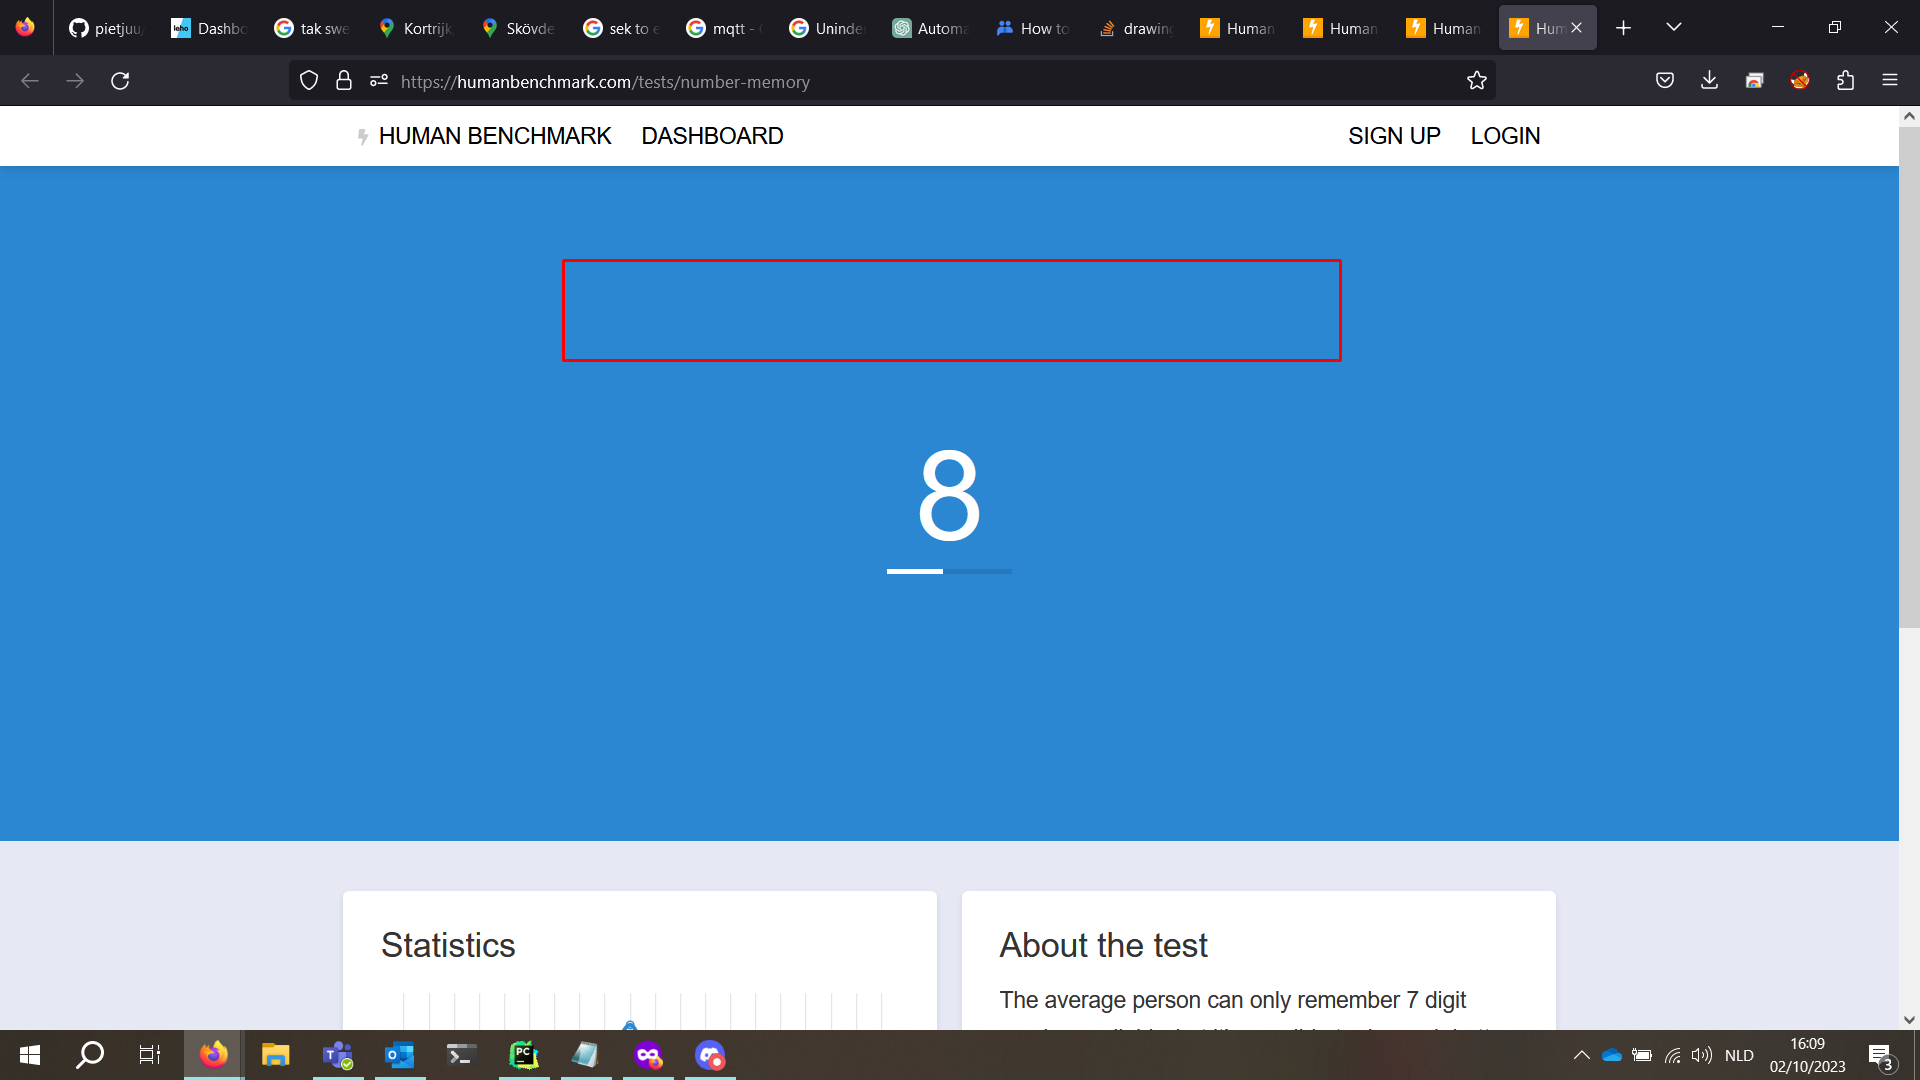 pietjuu/
leho Dashbo
tak swe
Kortrijk,
Skövde
sek to e
mqtt - G
Uninde
Automa
How to
drawing
Human
Human
Human
Hum
https://humanbenchmark.com/tests/number-memory
HUMAN BENCHMARK DASHBOARD SIGN UP LOGIN
8
Statistics
About the test
The average person can only remember 7 digit
NLD
16:09
02/10/2023
3